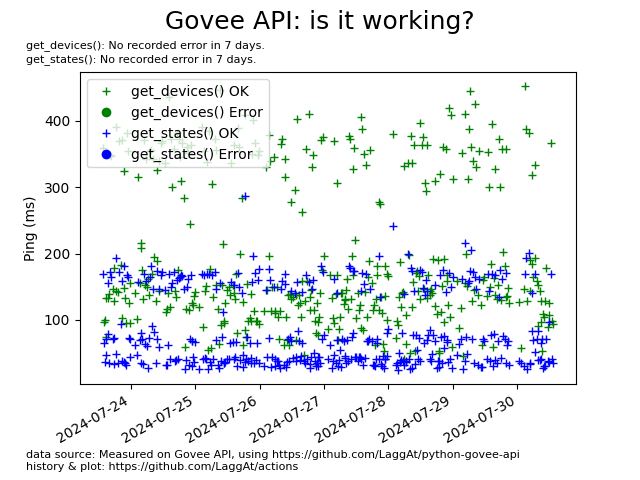 Govee API: is it working?
get_devices(): No recorded error in 7 days.
get_states(): No recorded error in 7 days.
get_devices() OK
get_devices() Error
get_states() OK
get_states() Error
Ping (ms)
400
300
200
100
2024-07-24
2024-07-25
2024-07-26
2024-07-27
2024-07-28
2024-07-29
2024-07-30
data source: Measured on Govee API, using https://github.com/LaggAt/python-govee-api
history & plot: https://github.com/LaggAt/actions